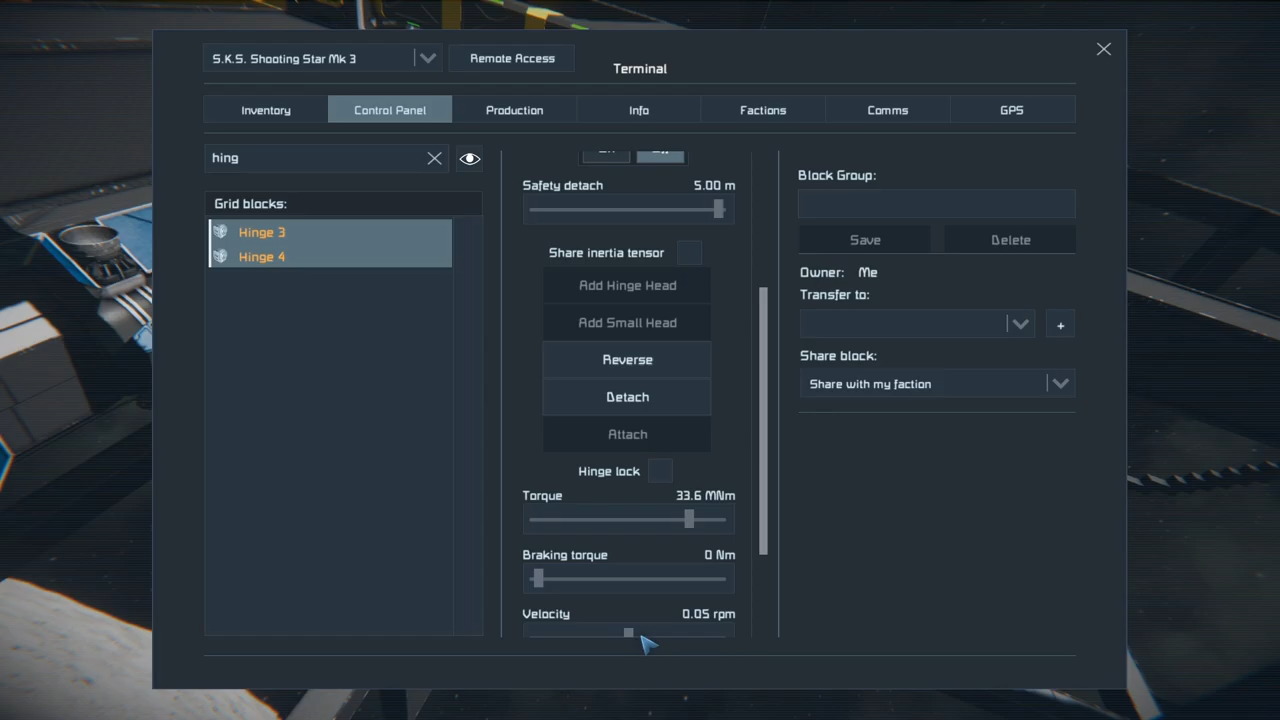 S.K.S. Shooting Star Mk 3
Remote Access
Terminal
Inventory
Control Panel
Production
Info
Factions
Comms
GPS
hing
Grid blocks:
Hinge 3
Hinge 4
Safety detach 5.00 m
Share inertia tensor
Add Hinge Head
Add Small Head
Reverse
Detach
Attach
Hinge lock
Torque 33.6 MNm
Braking torque 0 Nm
Velocity 0.05 rpm
Block Group:
Save
Delete
Owner: Me
Transfer to:
+
Share block:
Share with my faction